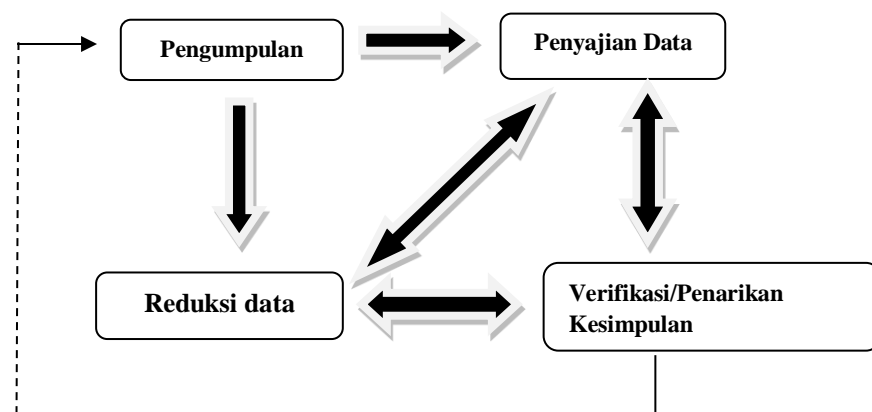 Pengumpulan
Penyajian Data
Reduksi data
Verifikasi/Penarikan
Kesimpulan